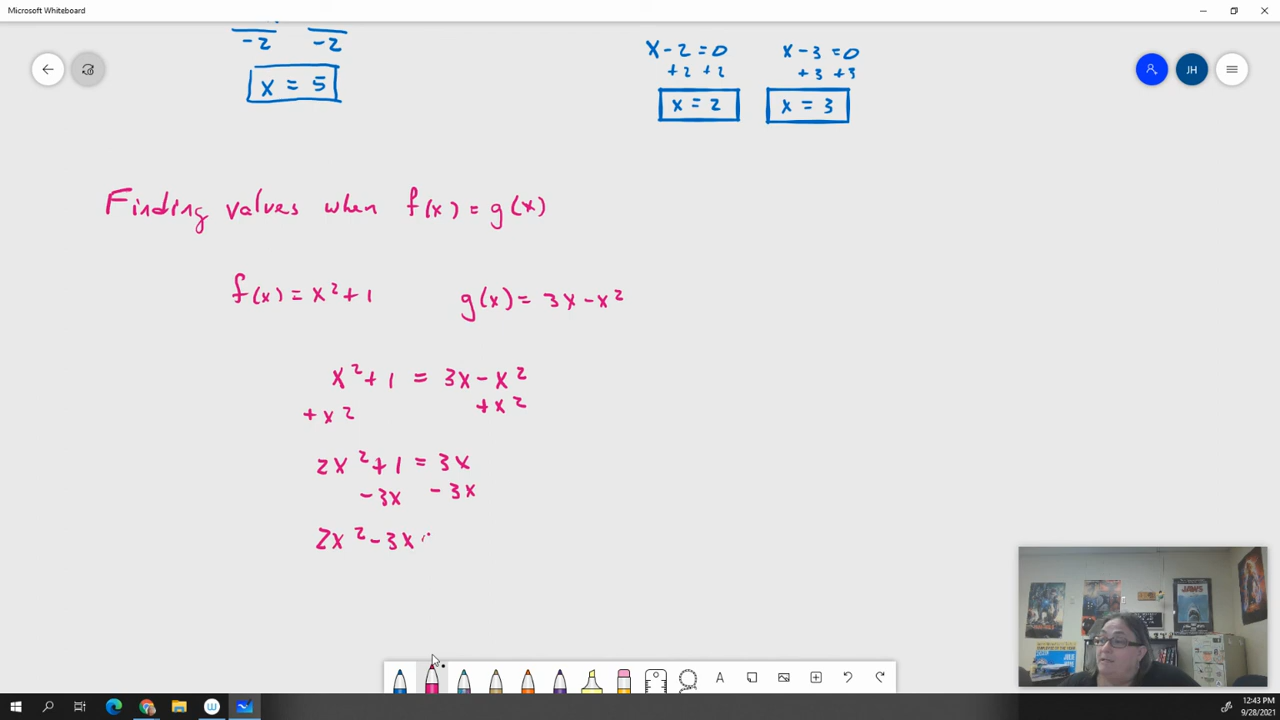 Microsoft Whiteboard
-2 -2
x = 5
x-2=0 x-3=0
+2 +2 +3 +3
x = 2 x = 3
JH
Finding values when f(x) = g(x)
f(x) = x²+1 g(x) = 3x-x²
x²+1 = 3x-x²
+x² +x²
2x²+1 = 3x
-3x -3x
2x²-3x
JAWS
A
12:43 PM
9/28/2021